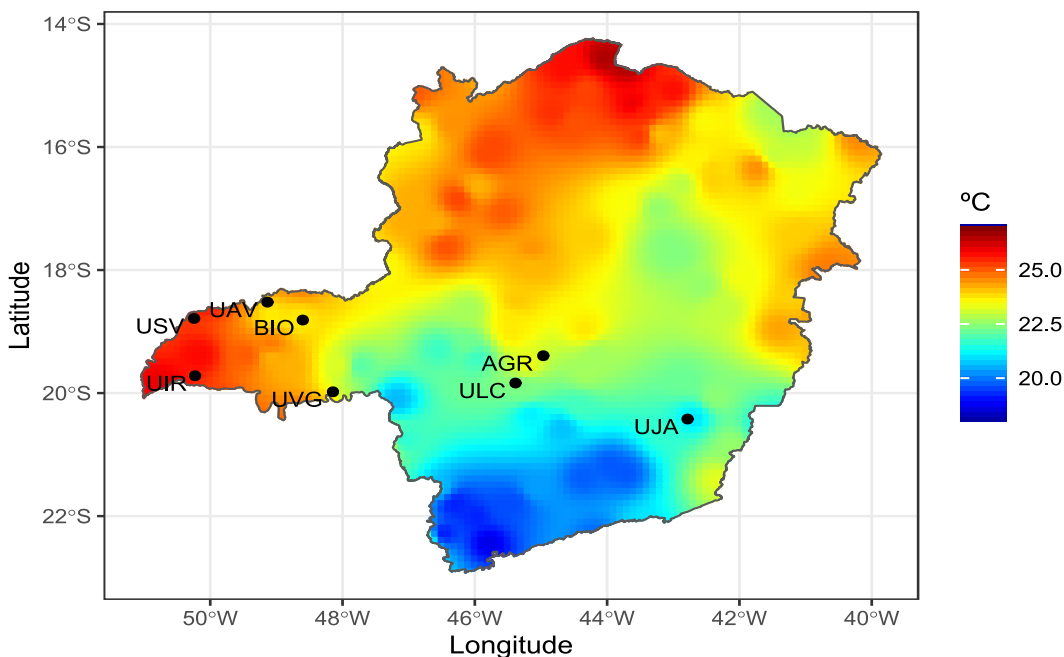 14°S
16°S
18°S
20°S
22°S
Latitude
50°W
48°W
46°W
44°W
42°W
40°W
Longitude
UAV
USV
BIO
UIR
UVG
AGR
ULC
UJA
ºC
25.0
22.5
20.0